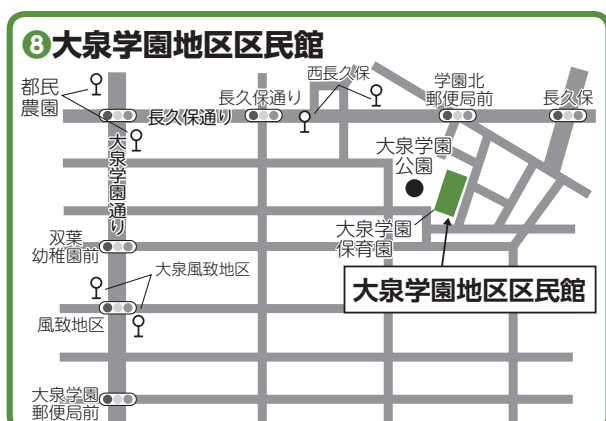 ❽大泉学園地区区民館
都民
農園
西長久保
長久保通り
長久保通り
学園北
郵便局前
長久保
大泉学園通り
大泉学園
公園
大泉学園
保育園
双葉
幼稚園前
大泉風致地区
大泉学園地区区民館
風致地区
大泉学園
郵便局前